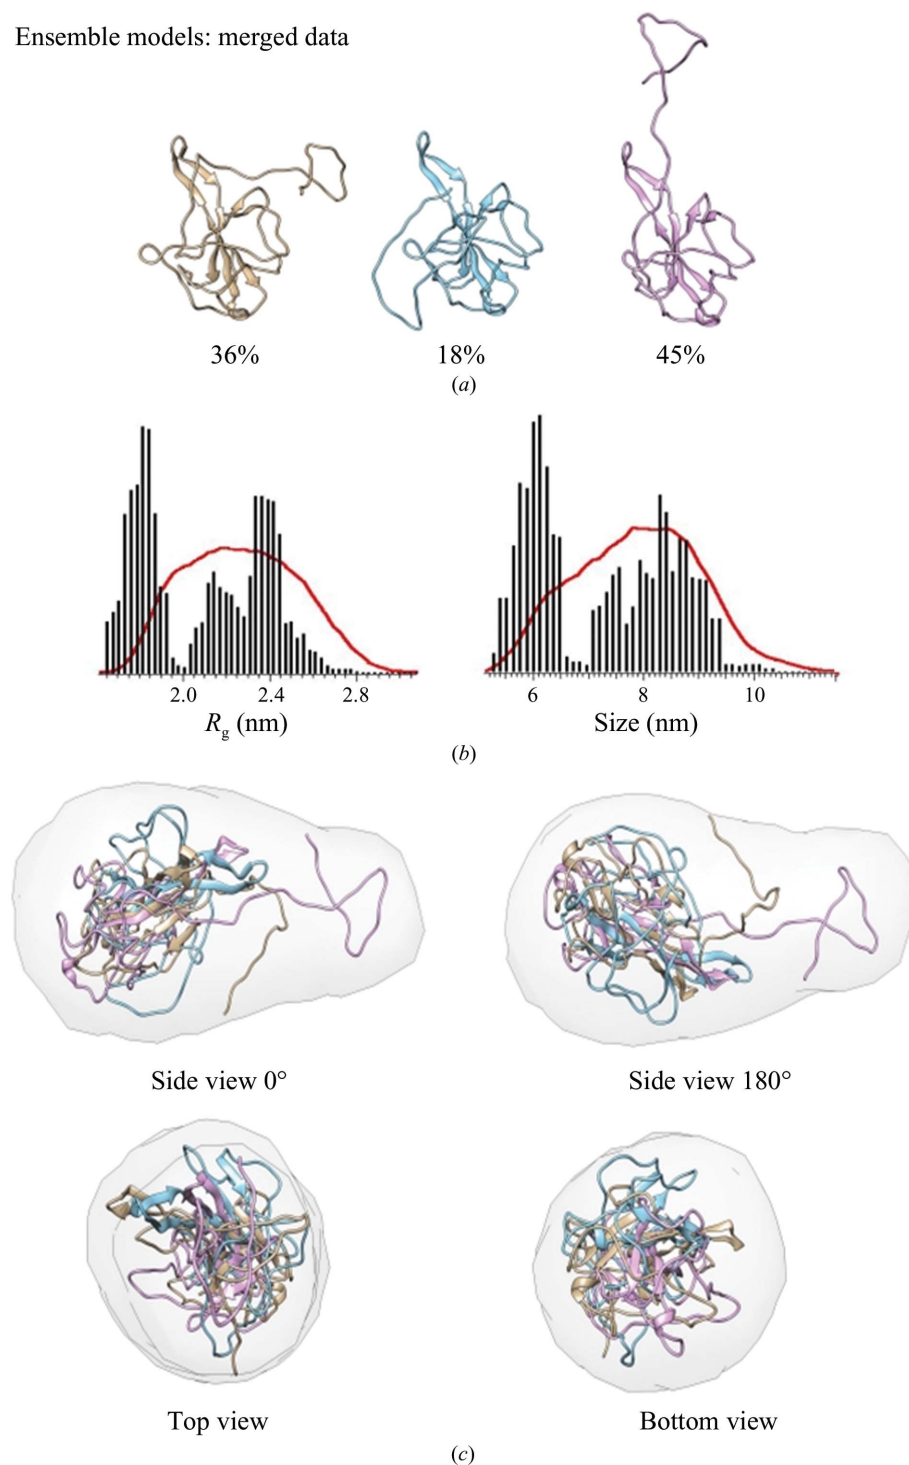 Ensemble models: merged data
36% 18% 45%
(a)
2.0 2.4 2.8 6 8 10
Rg (nm) Size (nm)
(b)
Side view 0° Side view 180°
Top view Bottom view
(c)